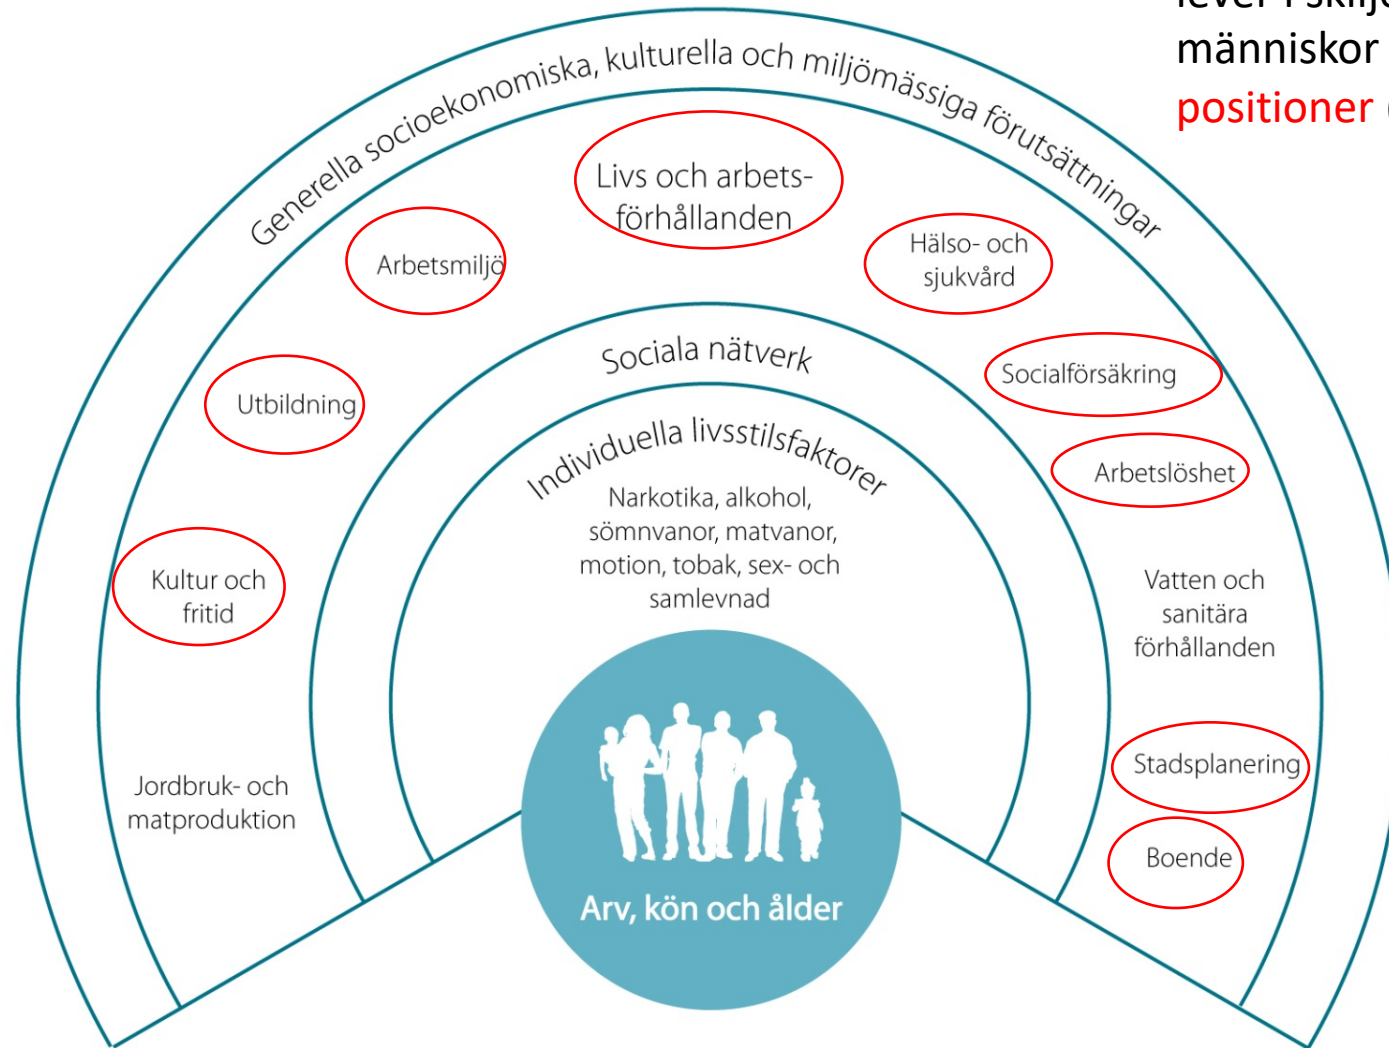 människor
positioner (
Generella socioekonomiska, kulturella och miljömässiga förutsättningar
Livs och arbets-
förhållanden
Arbetsmiljö
Hälso- och
sjukvård
Utbildning
Socialförsäkring
Arbetslöshet
Kultur och
fritid
Vatten och
sanitära
förhållanden
Jordbruk- och
matproduktion
Stadsplanering
Boende
Sociala nätverk
Individuella livsstilsfaktorer
Narkotika, alkohol,
sömnvanor, matvanor,
motion, tobak, sex- och
samlevnad
Arv, kön och ålder